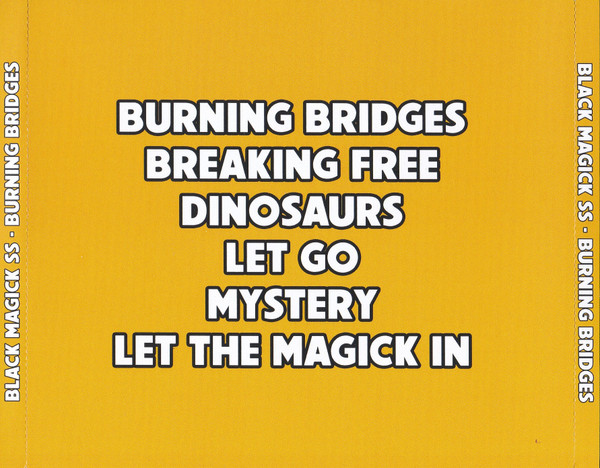 BLACK MAGICK SS - BURNING BRIDGES
BURNING BRIDGES
BREAKING FREE
DINOSAURS
LET GO
MYSTERY
LET THE MAGICK IN
BLACK MAGICK SS - BURNING BRIDGES